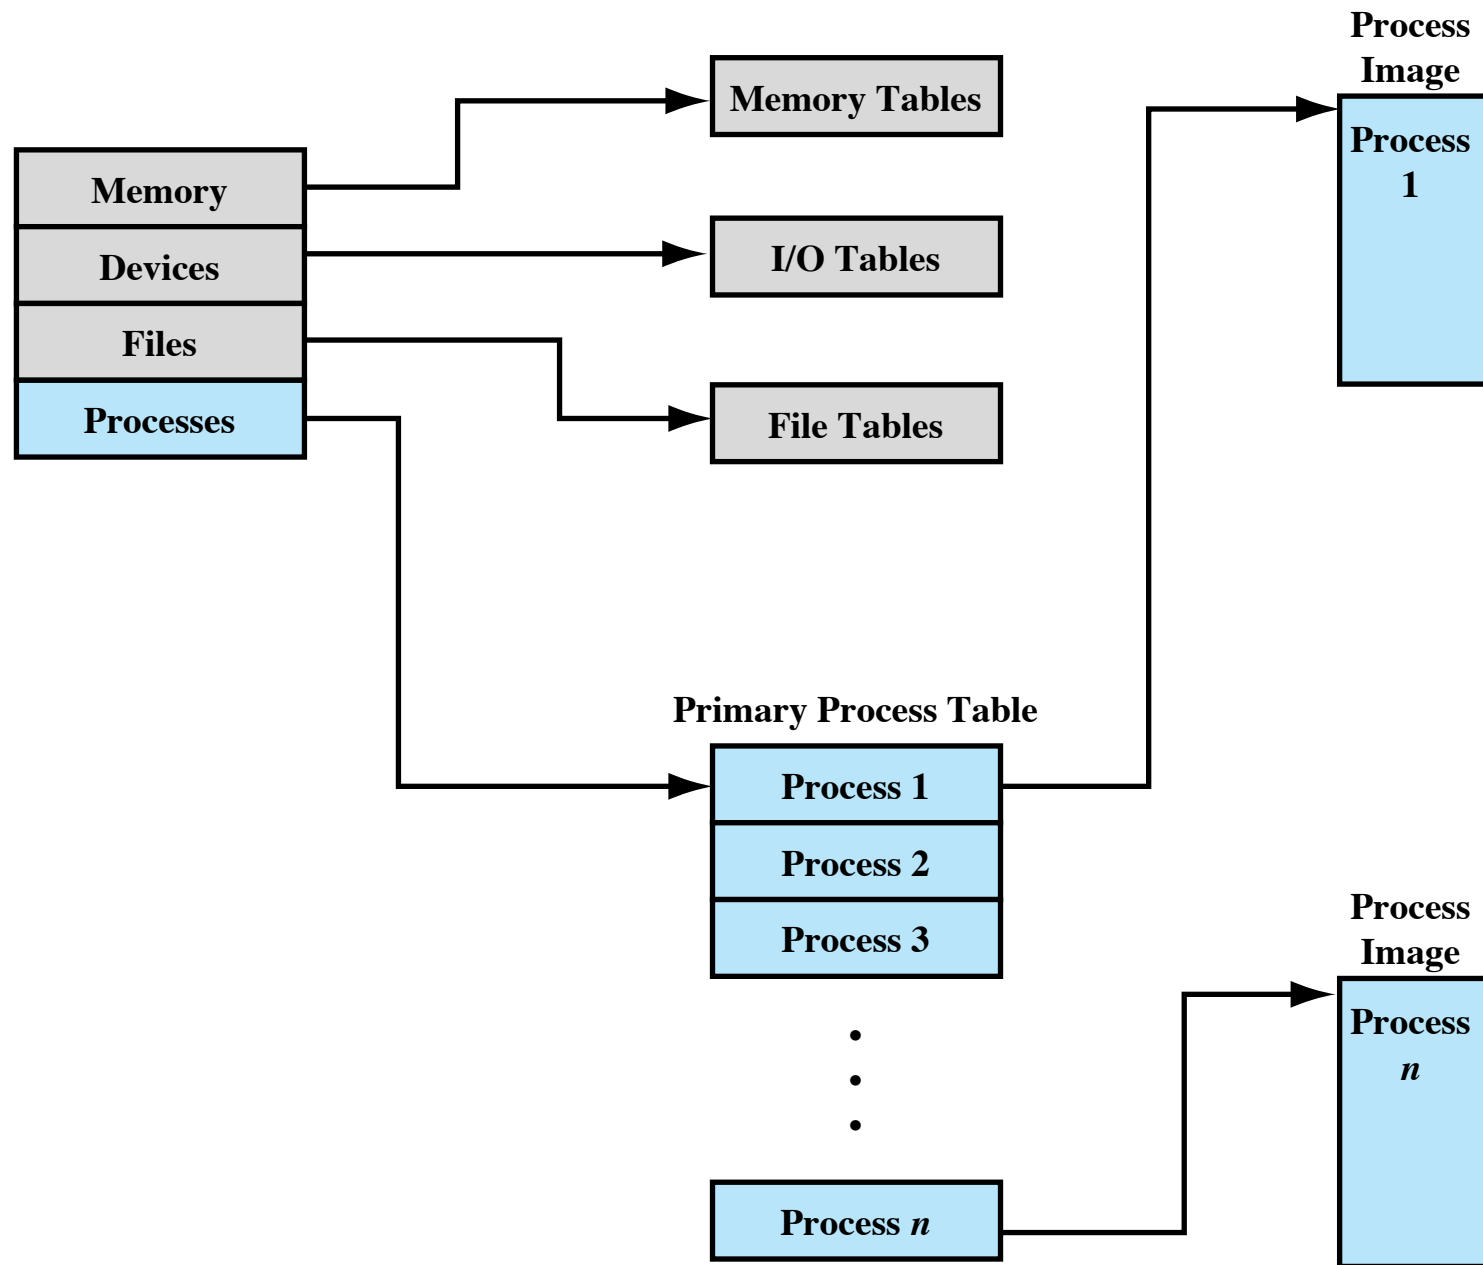 Memory
Devices
Files
Processes
Memory Tables
I/O Tables
File Tables
Primary Process Table
Process 1
Process 2
Process 3
Process n
Process
Image
Process
1
Process
Image
Process
n